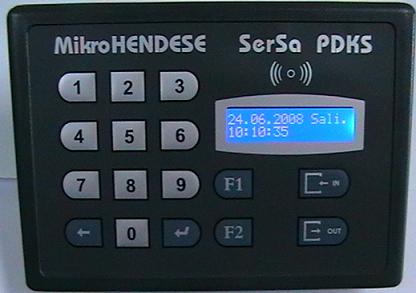 MikroHENDESE SerSa PDKS
1 2 3
24.06.2008 Sali.
10:10:35
4 5 6
7 8 9 F1 IN
0 F2 OUT